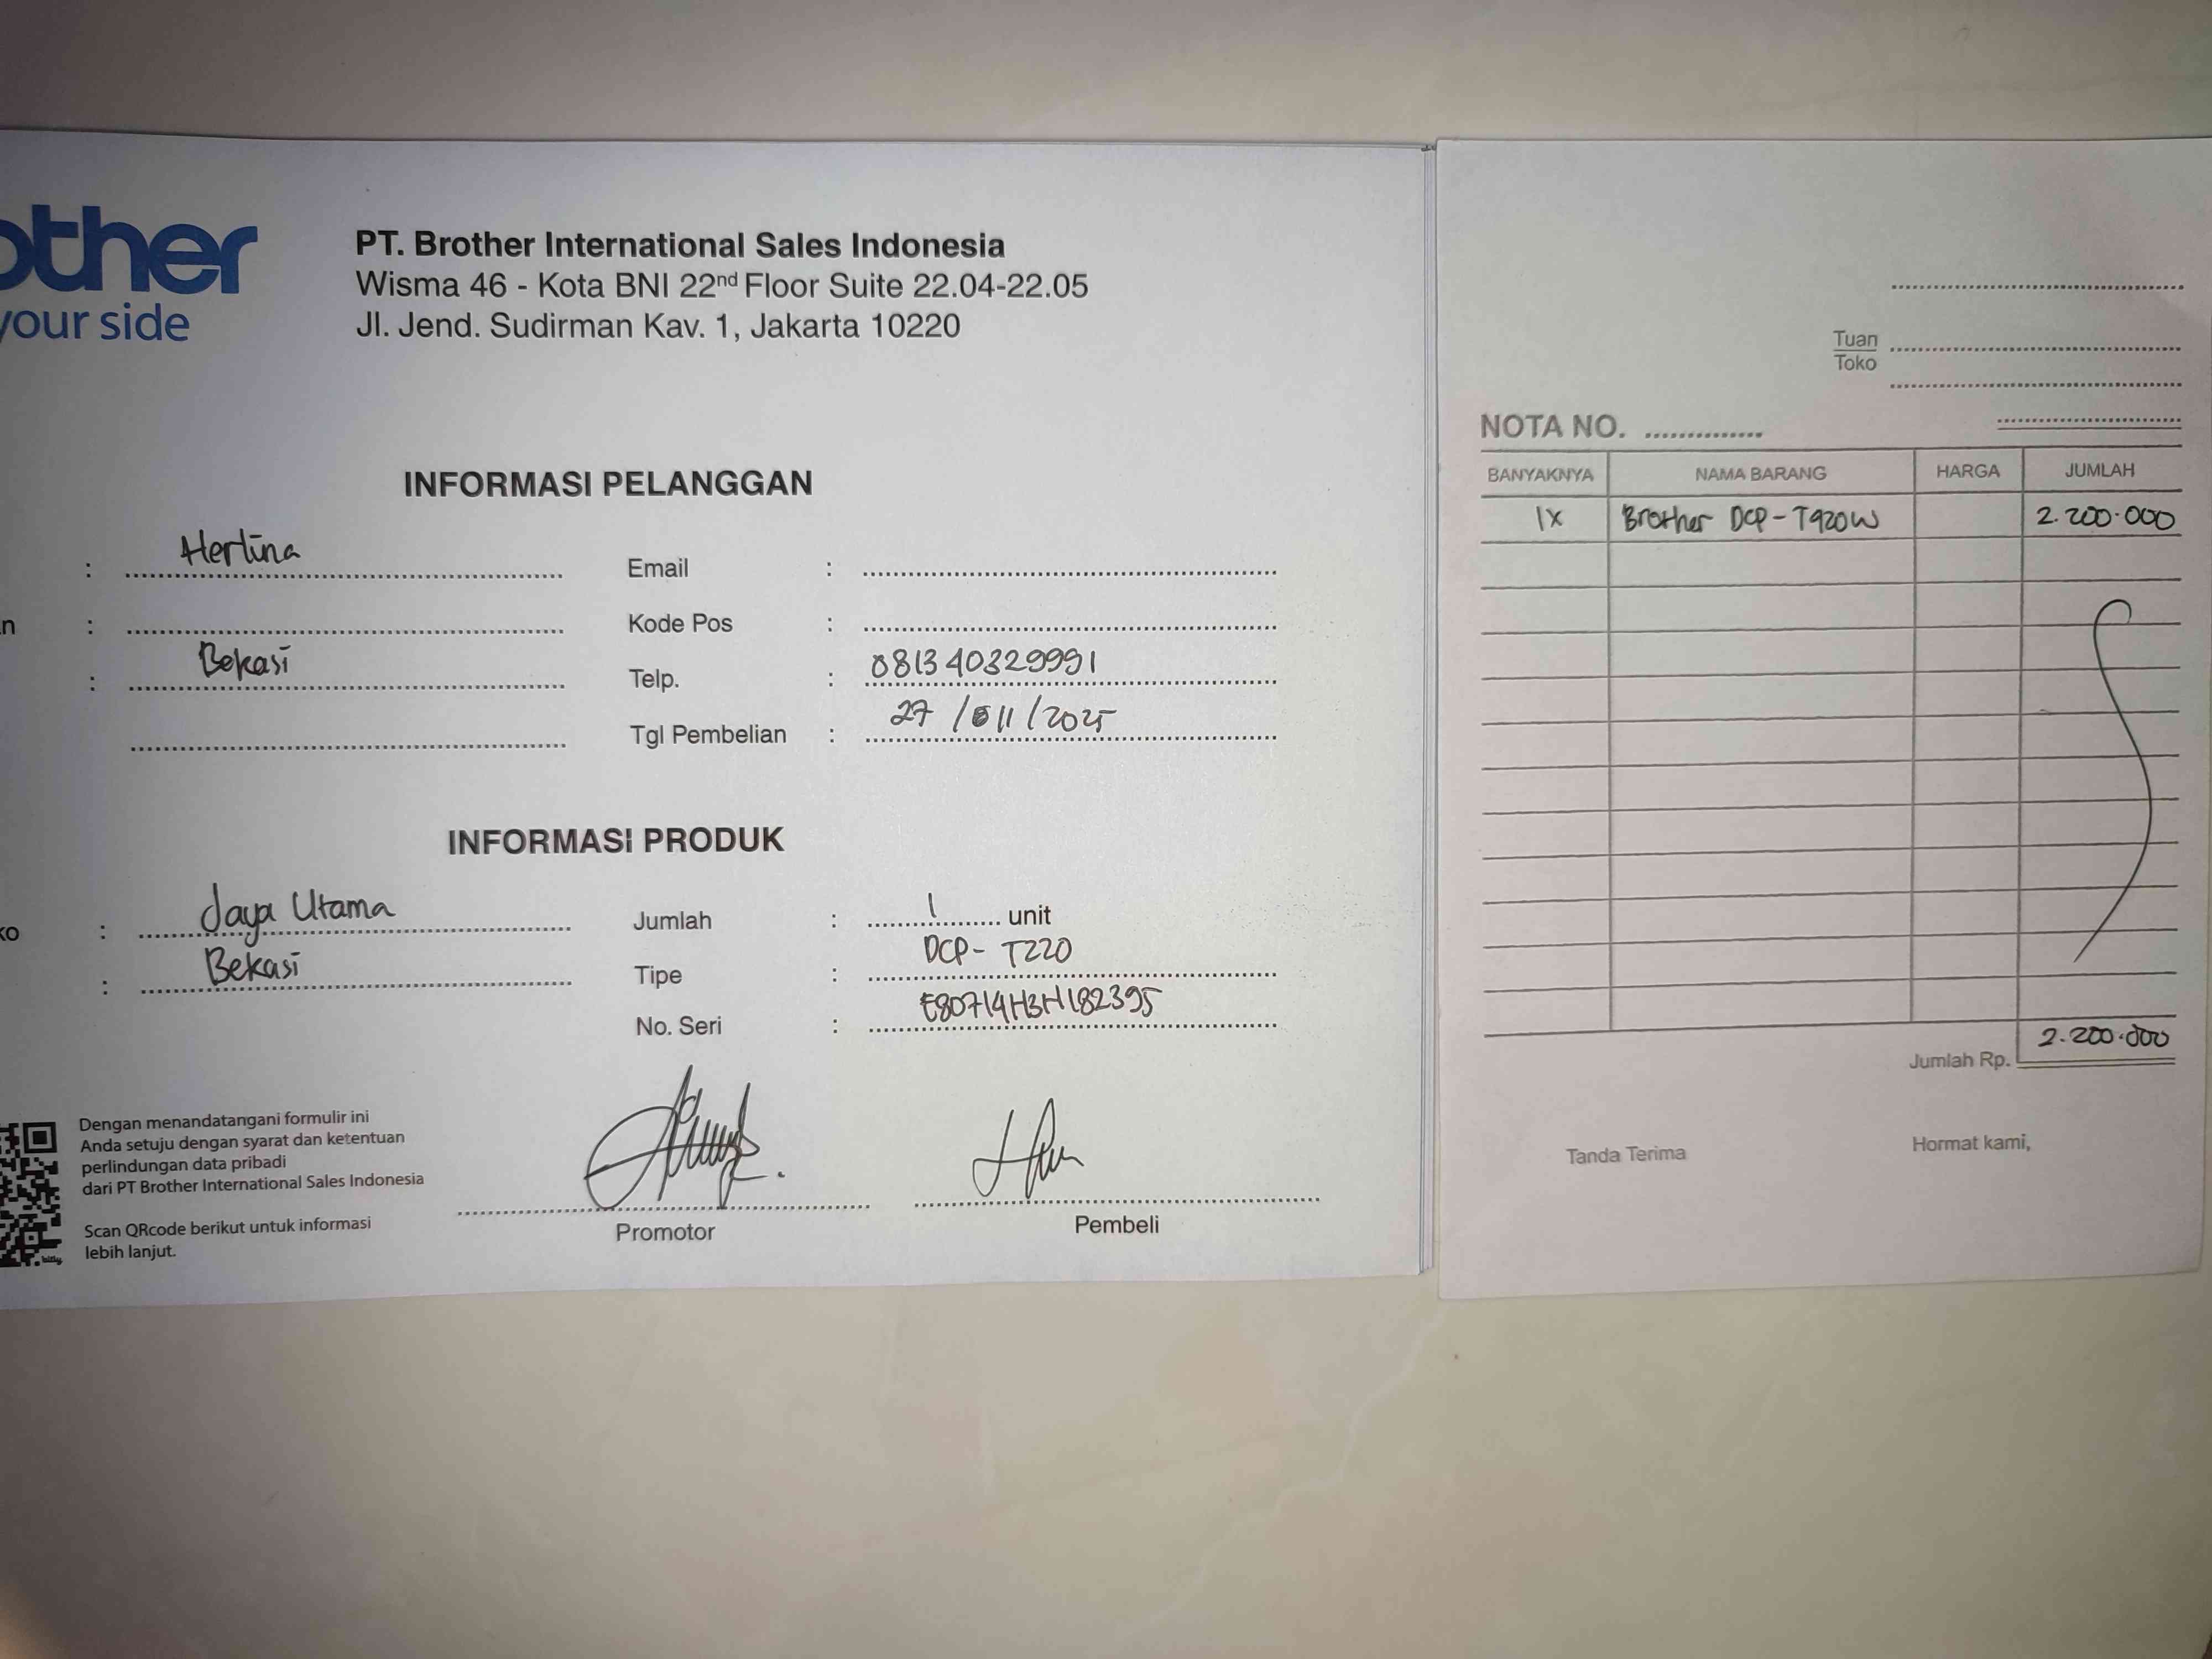 other
your side
PT. Brother International Sales Indonesia
Wisma 46 - Kota BNI 22nd Floor Suite 22.04-22.05
Jl. Jend. Sudirman Kav. 1, Jakarta 10220
INFORMASI PELANGGAN
: Herlina
Email :
n :
Kode Pos :
: Bekasi
Telp. : 081340329991
Tgl Pembelian : 27 / 11 / 2025
INFORMASI PRODUK
ko : Jaya Utama
Jumlah : 1 unit
: Bekasi
Tipe : DCP- T220
No. Seri : E80714H3H182395
Dengan menandatangani formulir ini
Anda setuju dengan syarat dan ketentuan
perlindungan data pribadi
dari PT Brother International Sales Indonesia
Scan QRcode berikut untuk informasi
lebih lanjut.
Promotor
Pembeli
Tuan
Toko
NOTA NO.
BANYAKNYA NAMA BARANG HARGA JUMLAH
1x Brother DCP-T920W 2.200.000
Jumlah Rp. 2.200.000
Tanda Terima
Hormat kami,